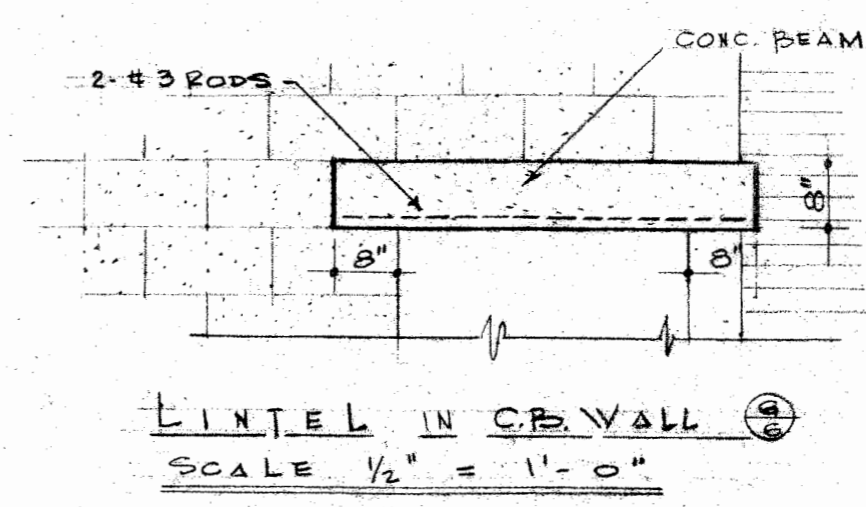 CONC. BEAM
2-#3 RODS
8"
8"
8"
LINTEL IN C.B. WALL
SCALE 1/2" = 1'-0"